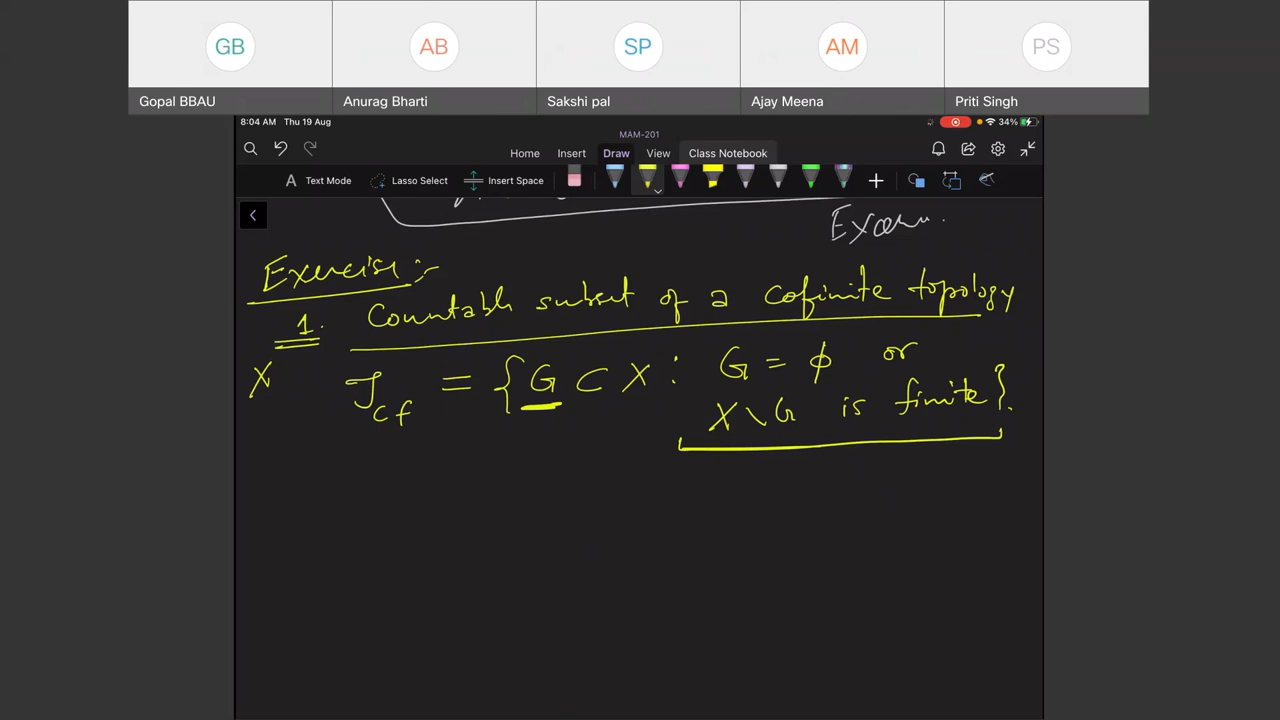 GB AB SP AM PS
Gopal BBAU Anurag Bharti Sakshi pal Ajay Meena Priti Singh
8:04 AM Thu 19 Aug 34%
MAM-201
Home Insert Draw View Class Notebook
A Text Mode Lasso Select Insert Space
Exam.
Exercise :-
1. Countable subset of a cofinite topology
X T_cf = { G ⊂ X : G = ϕ or
X \ G is finite }.